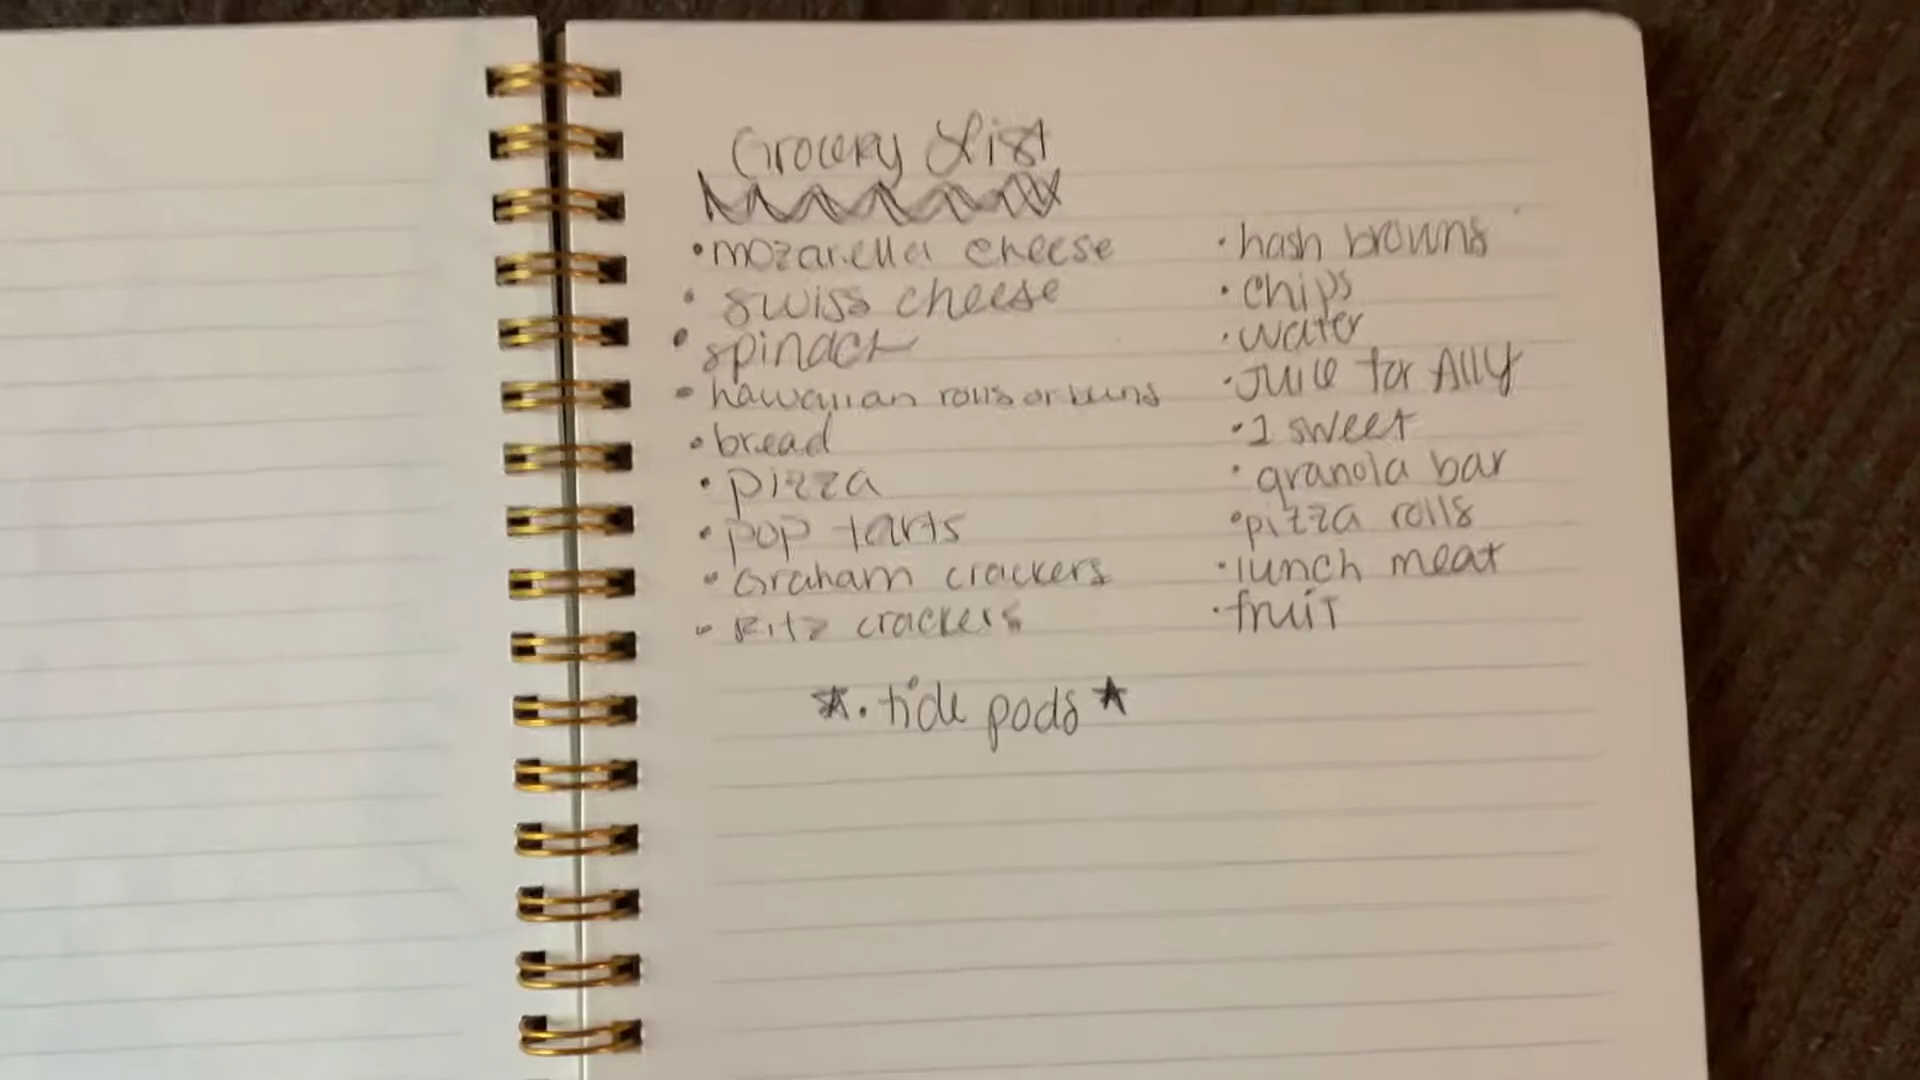 Grocery List
• mozarella cheese
• swiss cheese
• spinach
• hawaiian rolls or buns
• bread
• pizza
• pop tarts
• Graham crackers
• Ritz crackers
• hash browns
• chips
• water
• Juice for Ally
• 1 sweet
• granola bar
• pizza rolls
• lunch meat
• fruit
★ • tide pods ★